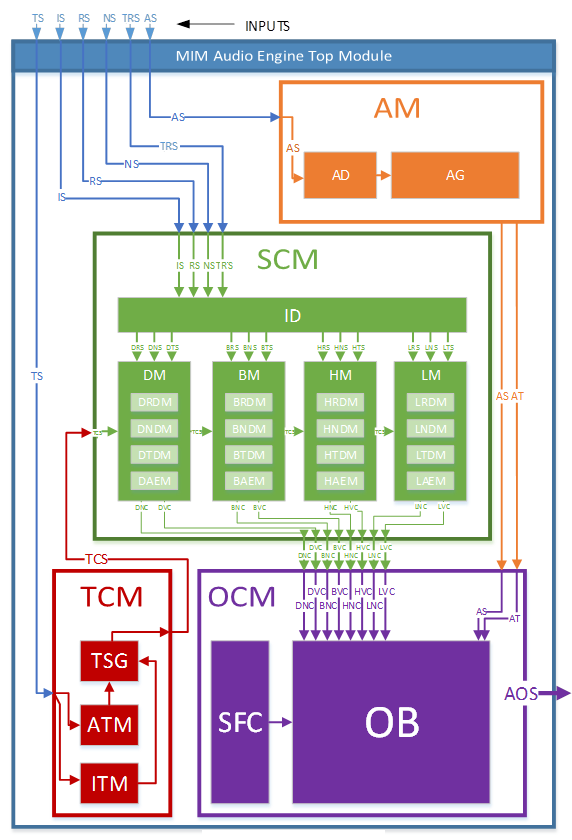 TS IS RS NS TRS AS INPUTS
MIM Audio Engine Top Module
AM
AS
AS
TRS
NS
RS
IS
AD AG
SCM
IS RS NS TR'S
ID
DRS DNS DTS BRS BNS BTS HRS HNS HTS LRS LNS LTS
DM BM HM LM
DRDM BRDM HRDM LRDM
TS
AS AT
TCS DNDM TCS BNDM TCS HNDM TCS LNDM
DTDM BTDM HTDM LTDM
DAEM BAEM HAEM LAEM
DNC DVC BNC BVC HNC HVC LNC LVC
DVC BVC HVC LVC
DNC BNC HNC LNC
TCS
TCM OCM
DVC BVC HVC LVC
DNC BNC HNC LNC
AS
AT
TSG
AOS
ATM SFC OB
ITM